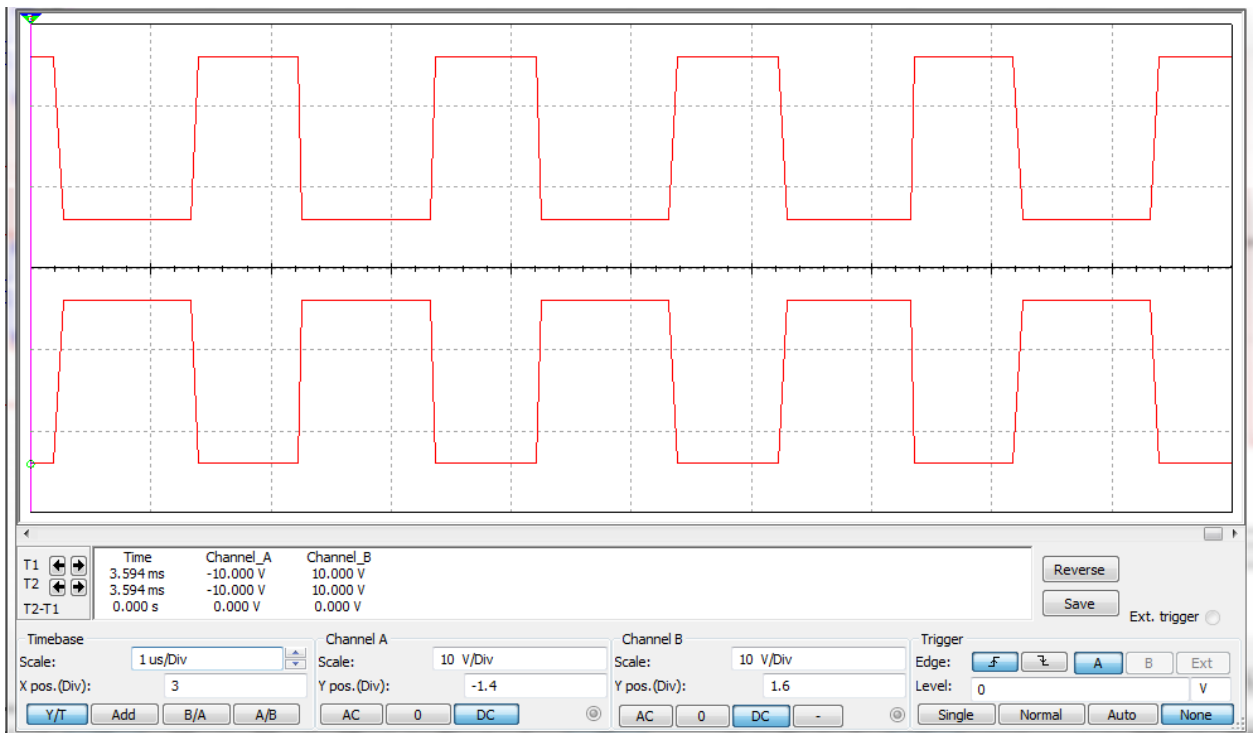 T1 Time Channel_A Channel_B
3.594 ms -10.000 V 10.000 V
T2 3.594 ms -10.000 V 10.000 V
T2-T1 0.000 s 0.000 V 0.000 V
Reverse
Save
Ext. trigger
Timebase
Scale: 1 us/Div
X pos.(Div): 3
Y/T Add B/A A/B
Channel A
Scale: 10 V/Div
Y pos.(Div): -1.4
AC 0 DC
Channel B
Scale: 10 V/Div
Y pos.(Div): 1.6
AC 0 DC -
Trigger
Edge: A B Ext
Level: 0 V
Single Normal Auto None